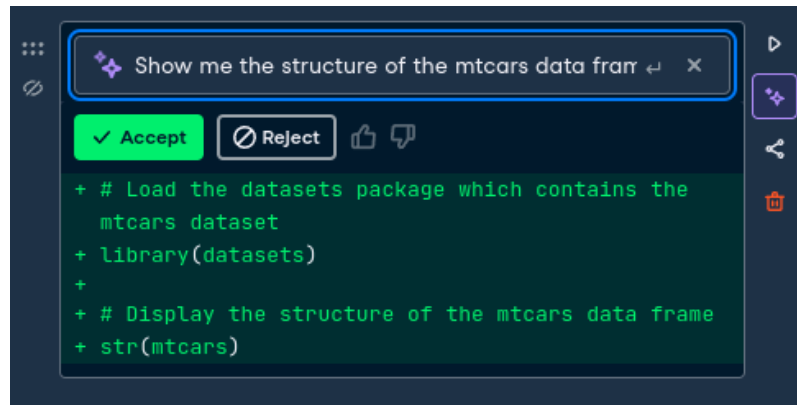 Show me the structure of the mtcars data fram
Accept
Reject
+ # Load the datasets package which contains the
mtcars dataset
+ library(datasets)
+
+ # Display the structure of the mtcars data frame
+ str(mtcars)